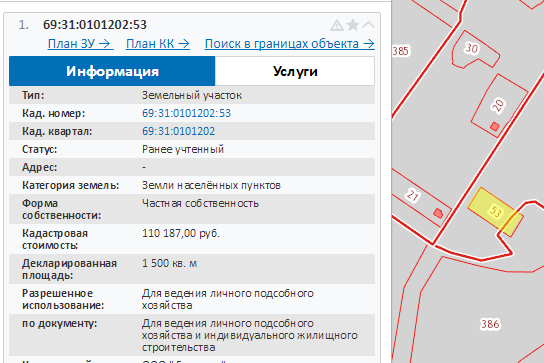 1. 69:31:0101202:53
План ЗУ → План КК → Поиск в границах объекта →
Информация Услуги
Тип: Земельный участок
Кад. номер: 69:31:0101202:53
Кад. квартал: 69:31:0101202
Статус: Ранее учтенный
Адрес: -
Категория земель: Земли населённых пунктов
Форма
собственности: Частная собственность
Кадастровая
стоимость: 110 187,00 руб.
Декларированная
площадь: 1 500 кв. м
Разрешенное
использование: Для ведения личного подсобного
хозяйства
по документу: Для ведения личного подсобного
хозяйства и индивидуального жилищного
строительства
385
30
20
21
53
386